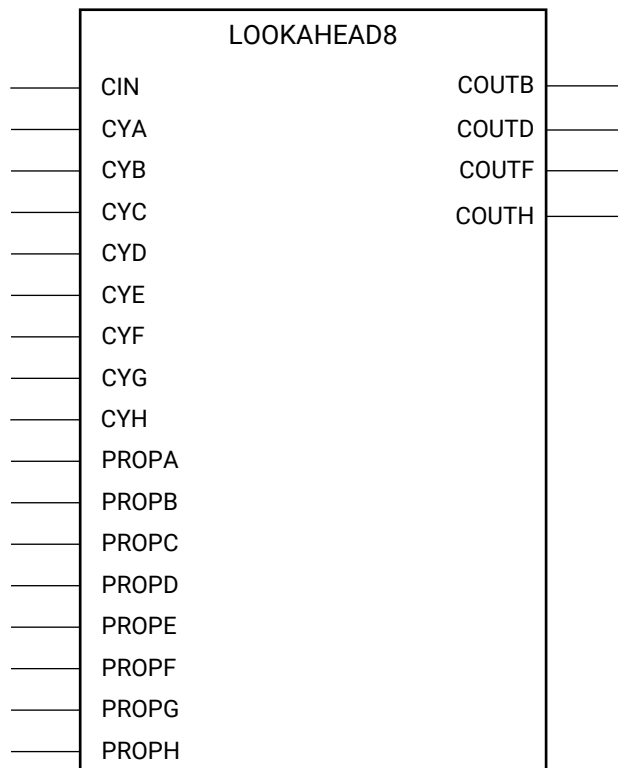 LOOKAHEAD8
CIN
CYA
CYB
CYC
CYD
CYE
CYF
CYG
CYH
PROPA
PROPB
PROPC
PROPD
PROPE
PROPF
PROPG
PROPH
COUTB
COUTD
COUTF
COUTH